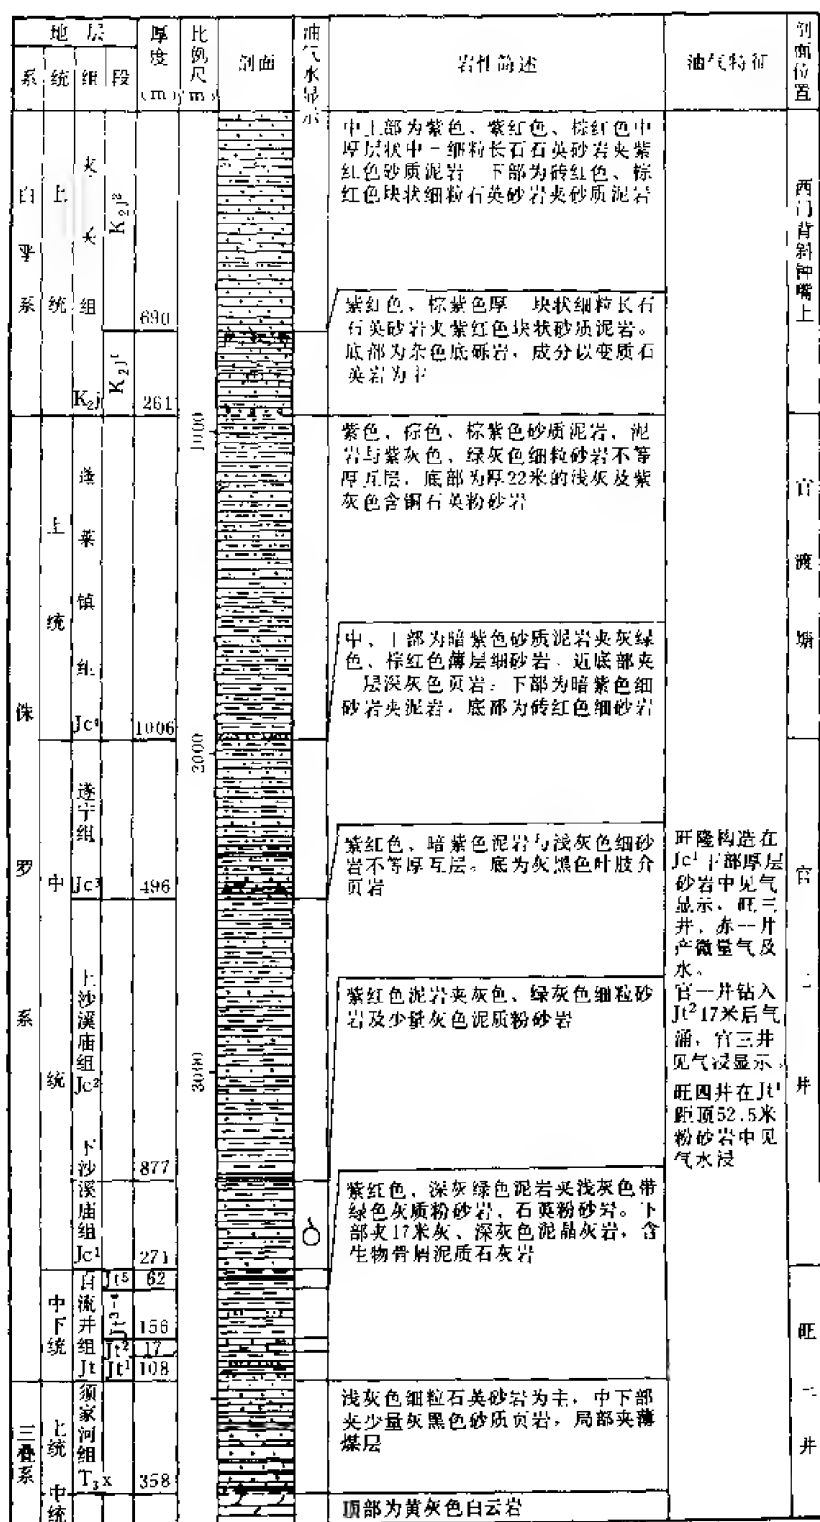 地层
厚度(m)
比例尺m
剖面
油气水显示
岩性简述
油气特征
剖面位置
系 统 组 段
中上部为紫色、紫红色、棕红色中
厚层状中-细粒长石石英砂岩夹紫
红色砂质泥岩 下部为砖红色、棕
红色块状细粒石英砂岩夹砂质泥岩
白垩系
上统
夹关组
K₂J²
690
紫红色、棕紫色厚 块状细粒长石
石英砂岩夹紫红色块状砂质泥岩。
底部为杂色底砾岩，成分以变质石
英岩为主
K₂J
K₂J¹
261
西门背斜钟嘴上
1000
紫色、棕色、棕紫色砂质泥岩，泥
岩与紫灰色、绿灰色细粒砂岩不等
厚互层，底部为厚22米的浅灰及紫
灰色含铜石英粉砂岩
侏罗系
上统
蓬莱镇组
Jc⁴
1006
中、上部为暗紫色砂质泥岩夹灰绿
色、棕红色薄层细砂岩，近底部夹
一层深灰色页岩；下部为暗紫色细
砂岩夹泥岩，底部为砖红色细砂岩
官渡
2000
中统
遂宁组
Jc³
496
紫红色、暗紫色泥岩与浅灰色细砂
岩不等厚互层。底为灰黑色叶肢介
页岩
上沙溪庙组
Jc²
877
紫红色泥岩夹灰色、绿灰色细粒砂
岩及少量灰色泥质粉砂岩
3000
旺隆构造在
Jc¹下部厚层
砂岩中见气
显示，旺三
井，赤一井
产微量气及
水。
官一井钻入
Jt²17米后气
涌，官三井
见气浸显示。
旺四井在Jt¹
距顶52.5米
粉砂岩中见
气水浸
官二井
下沙溪庙组
Jc¹
271
紫红色、深灰绿色泥岩夹浅灰色带
绿色灰质粉砂岩、石英粉砂岩。下
部夹17米灰、深灰色泥晶灰岩，含
生物骨屑泥质石灰岩
中下统
自流井组
Jt
Jt⁵ 62
Jt³⁻⁴ 156
Jt² 17
Jt¹ 108
三叠系
上统
须家河组
T₃x
358
浅灰色细粒石英砂岩为主，中下部
夹少量灰黑色砂质页岩，局部夹薄
煤层
旺 井
中统
顶部为黄灰色白云岩